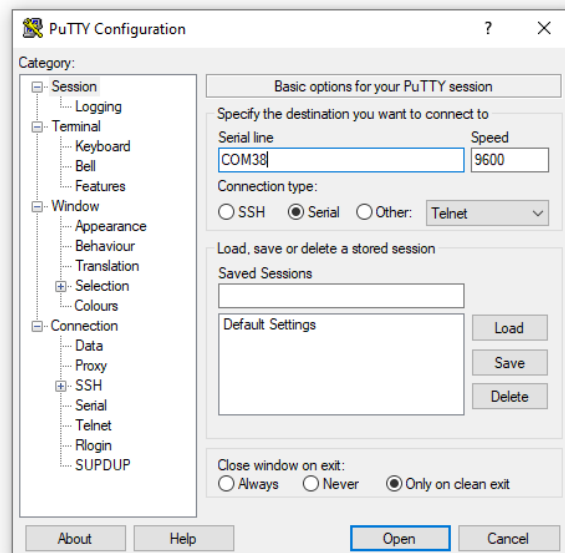 PuTTY Configuration
?
Category:
Session
Logging
Terminal
Keyboard
Bell
Features
Window
Appearance
Behaviour
Translation
Selection
Colours
Connection
Data
Proxy
SSH
Serial
Telnet
Rlogin
SUPDUP
Basic options for your PuTTY session
Specify the destination you want to connect to
Serial line Speed
COM38 9600
Connection type:
SSH Serial Other: Telnet
Load, save or delete a stored session
Saved Sessions
Default Settings
Load
Save
Delete
Close window on exit:
Always Never Only on clean exit
About Help Open Cancel